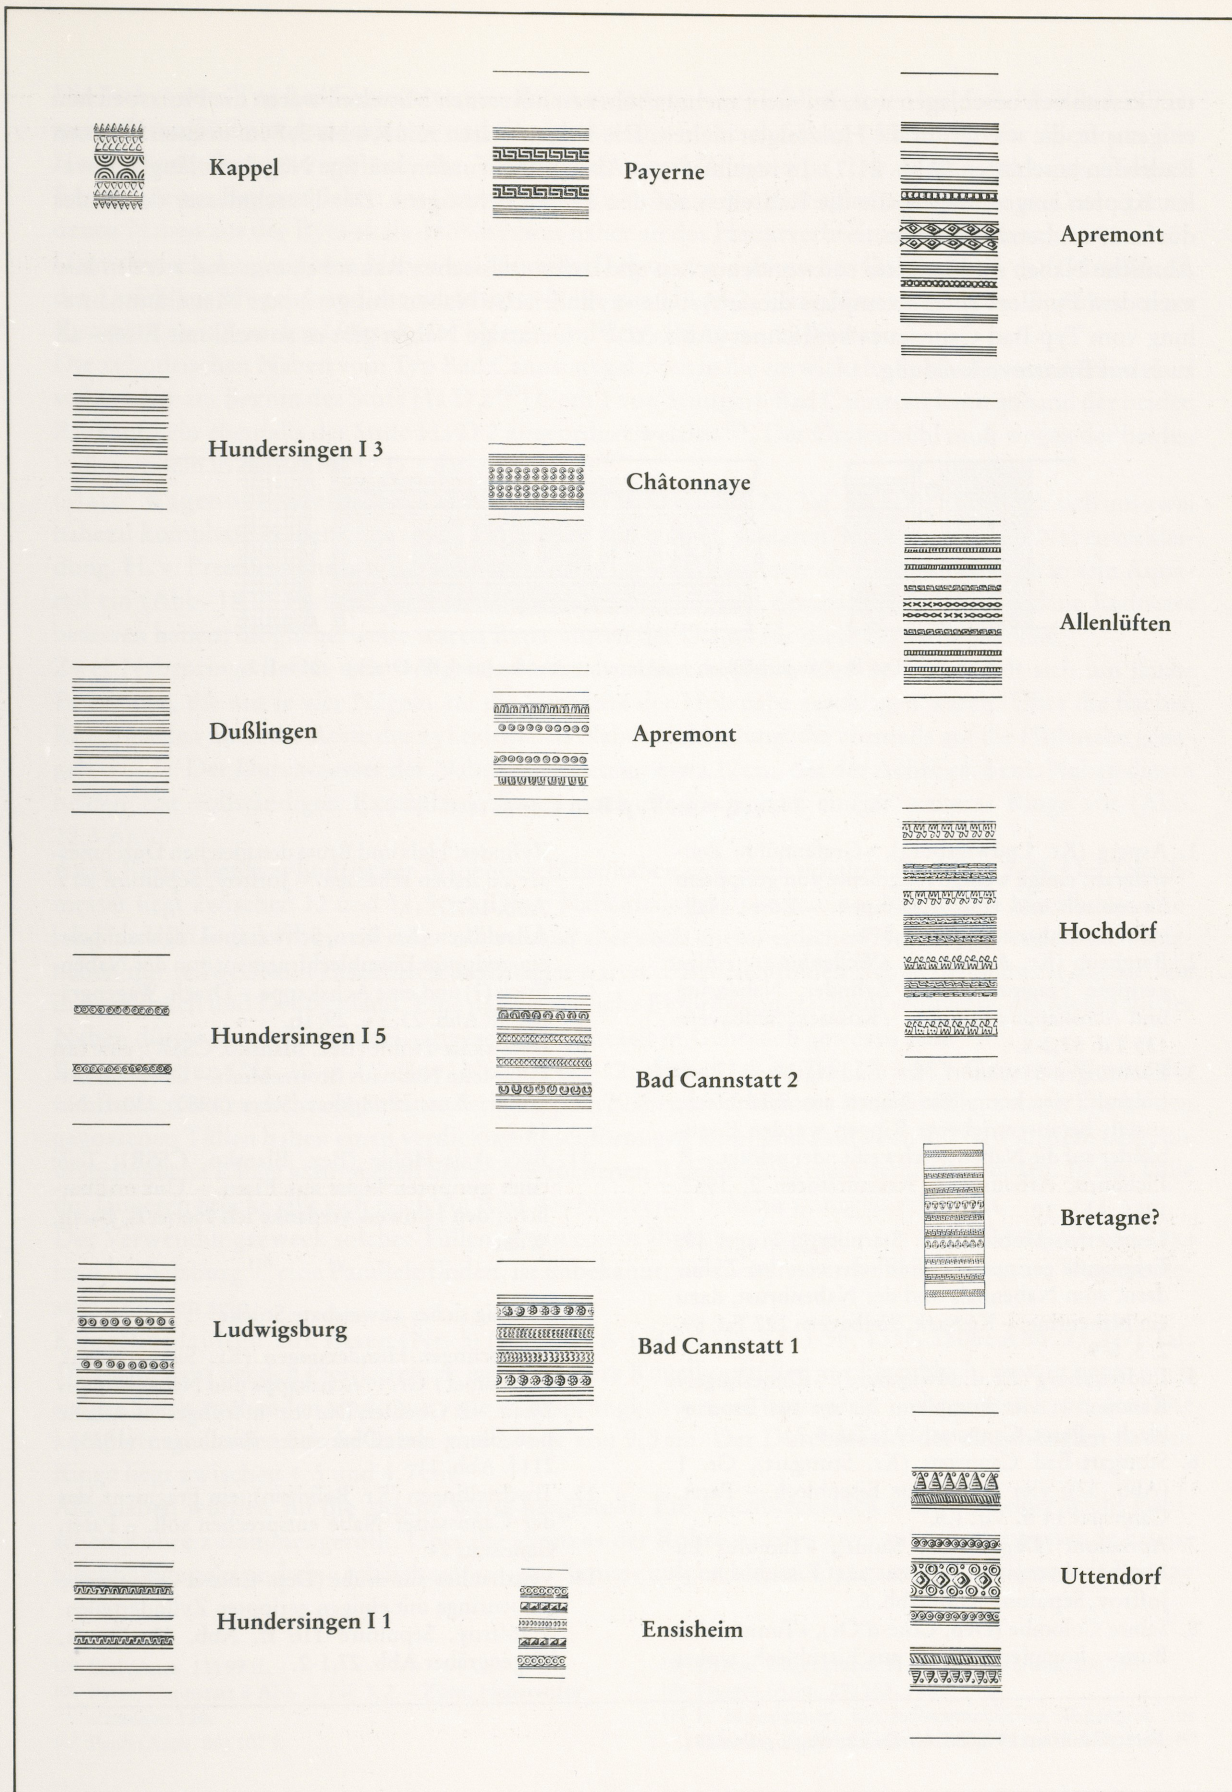 Kappel
Hundersingen I 3
Dußlingen
Hundersingen I 5
Ludwigsburg
Hundersingen I 1
Payerne
Châtonnaye
Apremont
Bad Cannstatt 2
Bad Cannstatt 1
Ensisheim
Apremont
Allenlüften
Hochdorf
Bretagne?
Uttendorf